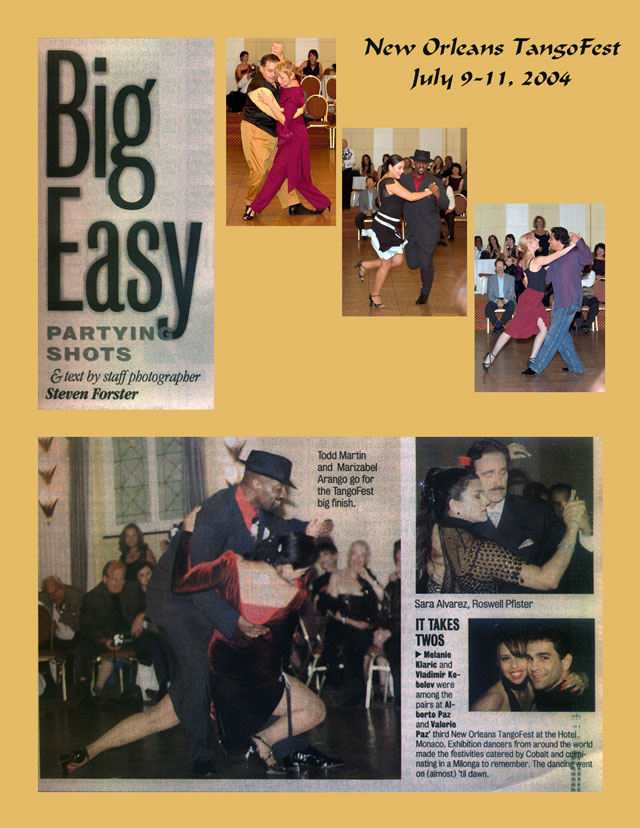 New Orleans TangoFest
July 9-11, 2004
Big
Easy
PARTYING
SHOTS
& text by staff photographer
Steven Forster
Todd Martin
and Marizabel
Arango go for
the TangoFest
big finish.
Sara Alvarez, Roswell Pfister
IT TAKES
TWOS
▶ Melanie
Klaric and
Vladimir Ko-
belev were
among the
pairs at Al-
berto Paz
and Valorie
Paz' third New Orleans TangoFest at the Hotel
Monaco. Exhibition dancers from around the world
made the festivities catered by Cobalt and culmi-
nating in a Milonga to remember. The dancing went
on (almost) 'til dawn.